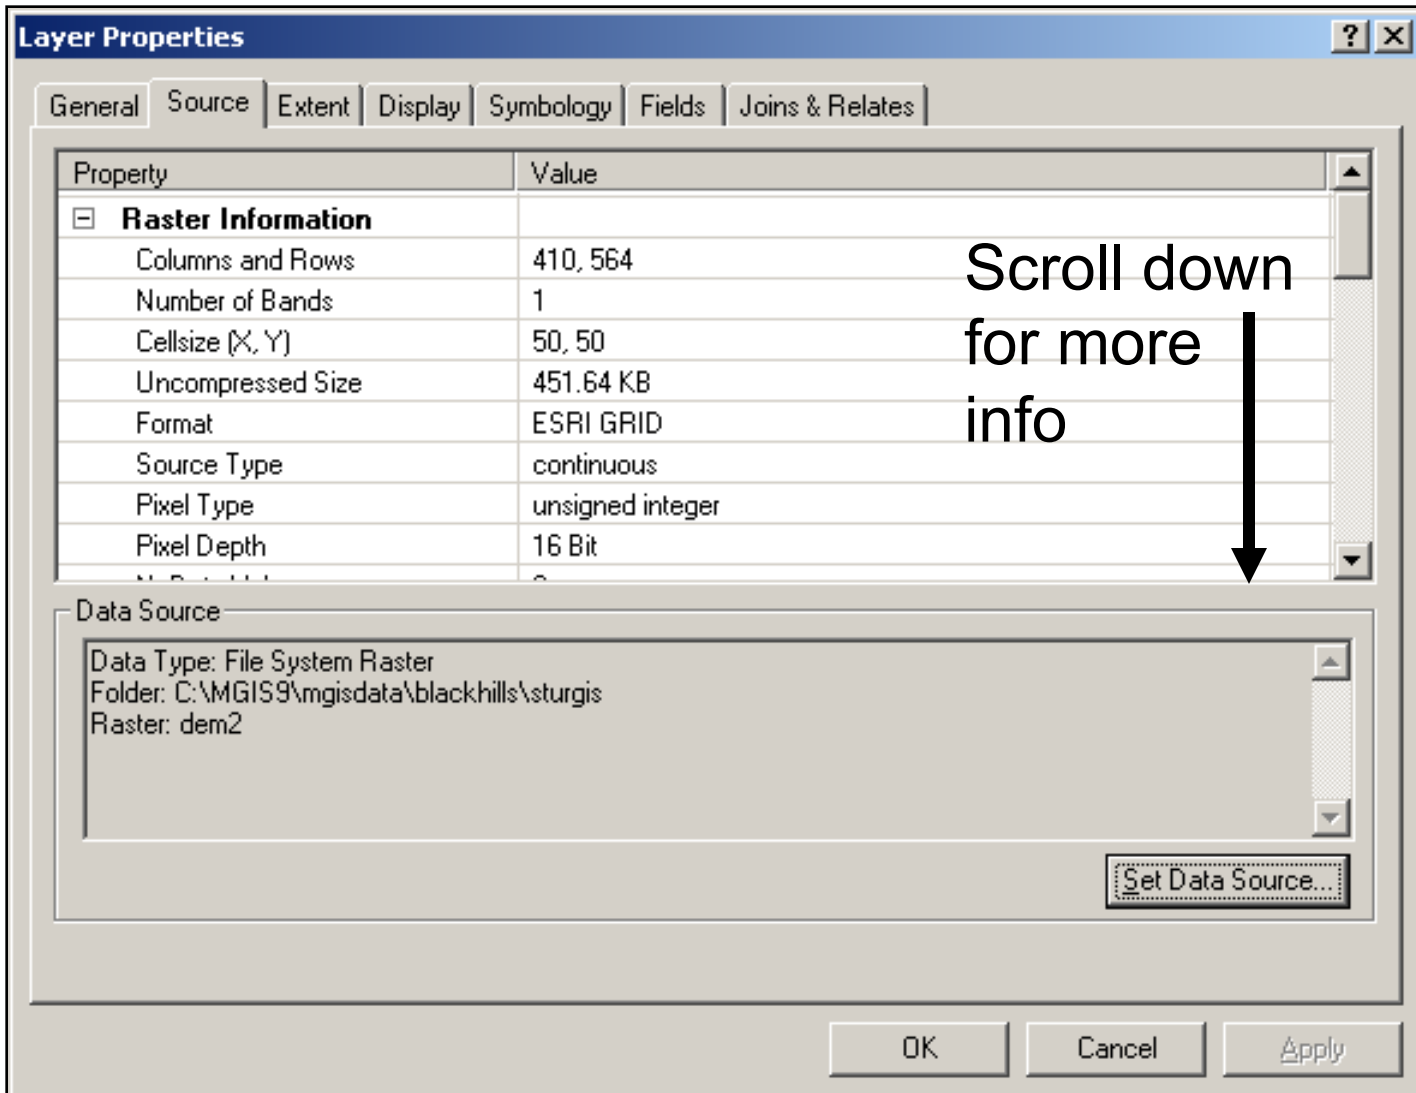 Layer Properties
General Source Extent Display Symbology Fields Joins & Relates
Property Value
Raster Information
Columns and Rows 410, 564
Number of Bands 1
Cellsize (X, Y) 50, 50
Uncompressed Size 451.64 KB
Format ESRI GRID
Source Type continuous
Pixel Type unsigned integer
Pixel Depth 16 Bit
Scroll down
for more
info
Data Source
Data Type: File System Raster
Folder: C:\MGIS9\mgisdata\blackhills\sturgis
Raster: dem2
Set Data Source...
OK Cancel Apply